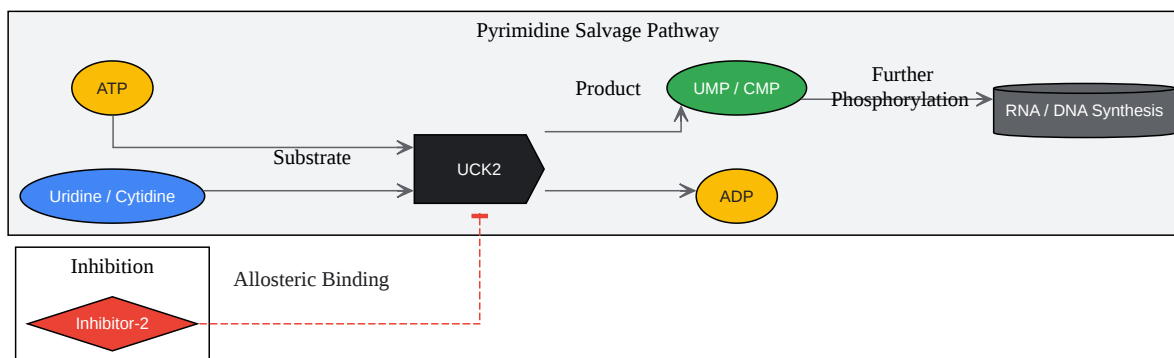 Pyrimidine Salvage Pathway
ATP
Substrate
Uridine / Cytidine
UCK2
Product
UMP / CMP
ADP
Further
Phosphorylation
RNA / DNA Synthesis
Inhibition
Inhibitor-2
Allosteric Binding